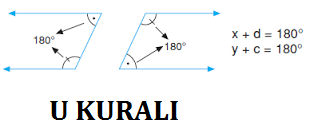 180°
180°
x + d = 180°
y + c = 180°
U KURALI